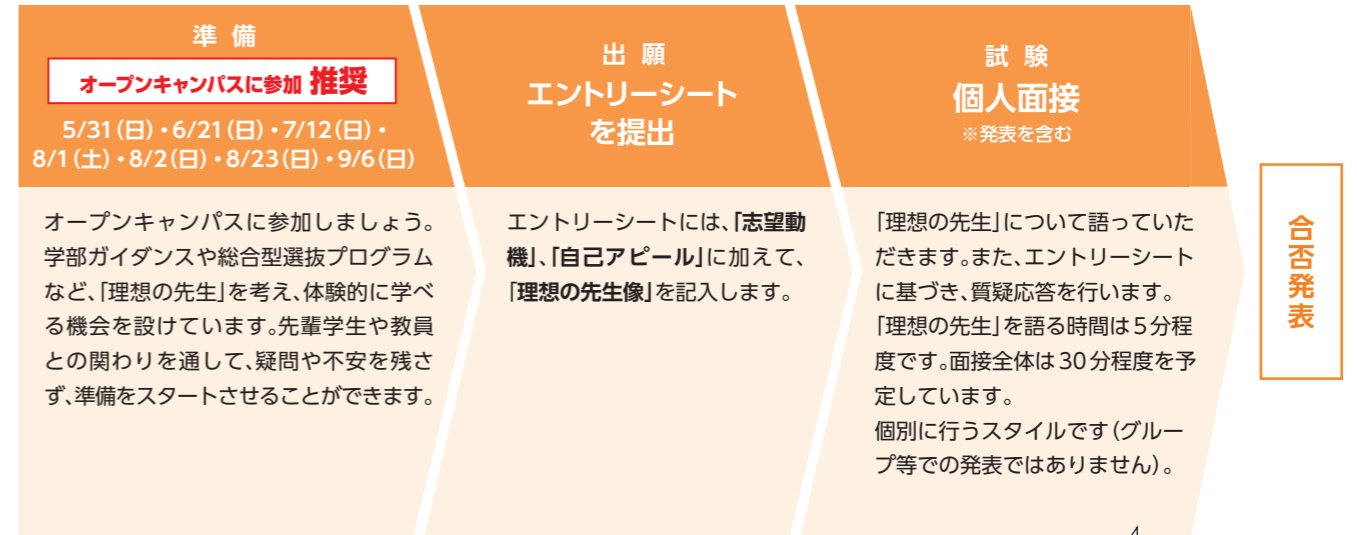 準 備
オープンキャンパスに参加 推奨
5/31(日)・6/21(日)・7/12(日)・
8/1(土)・8/2(日)・8/23(日)・9/6(日)
オープンキャンパスに参加しましょう。
学部ガイダンスや総合型選抜プログラム
など、「理想の先生」を考え、体験的に学べ
る機会を設けています。先輩学生や教員
との関わりを通して、疑問や不安を残さ
ず、準備をスタートさせることができます。
出 願
エントリーシート
を提出
エントリーシートには、「志望動
機」、「自己アピール」に加えて、
「理想の先生像」を記入します。
試 験
個人面接
※発表を含む
「理想の先生」について語っていた
だきます。また、エントリーシート
に基づき、質疑応答を行います。
「理想の先生」を語る時間は5分程
度です。面接全体は30分程度を予
定しています。
個別に行うスタイルです(グルー
プ等での発表ではありません)。
合否発表